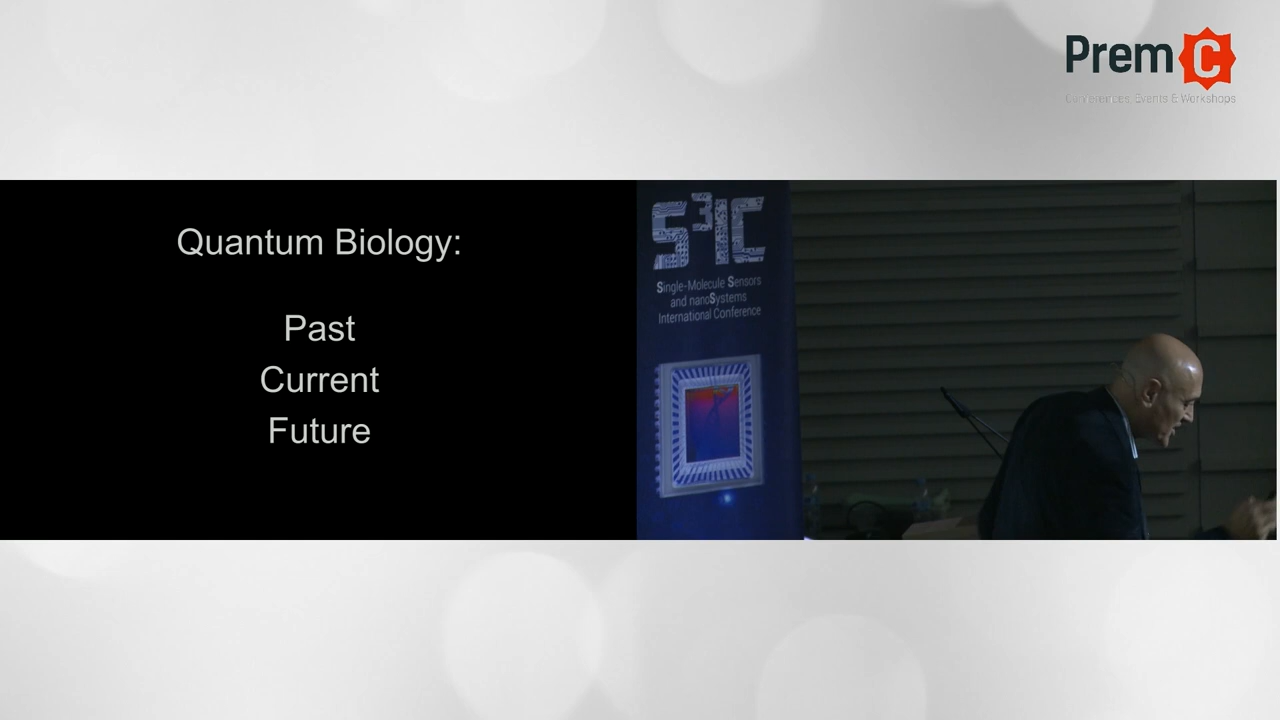 Prem C
Conferences, Events & Workshops
Quantum Biology:
Past
Current
Future
S3IC
Single-Molecule Sensors
and nanoSystems
International Conference